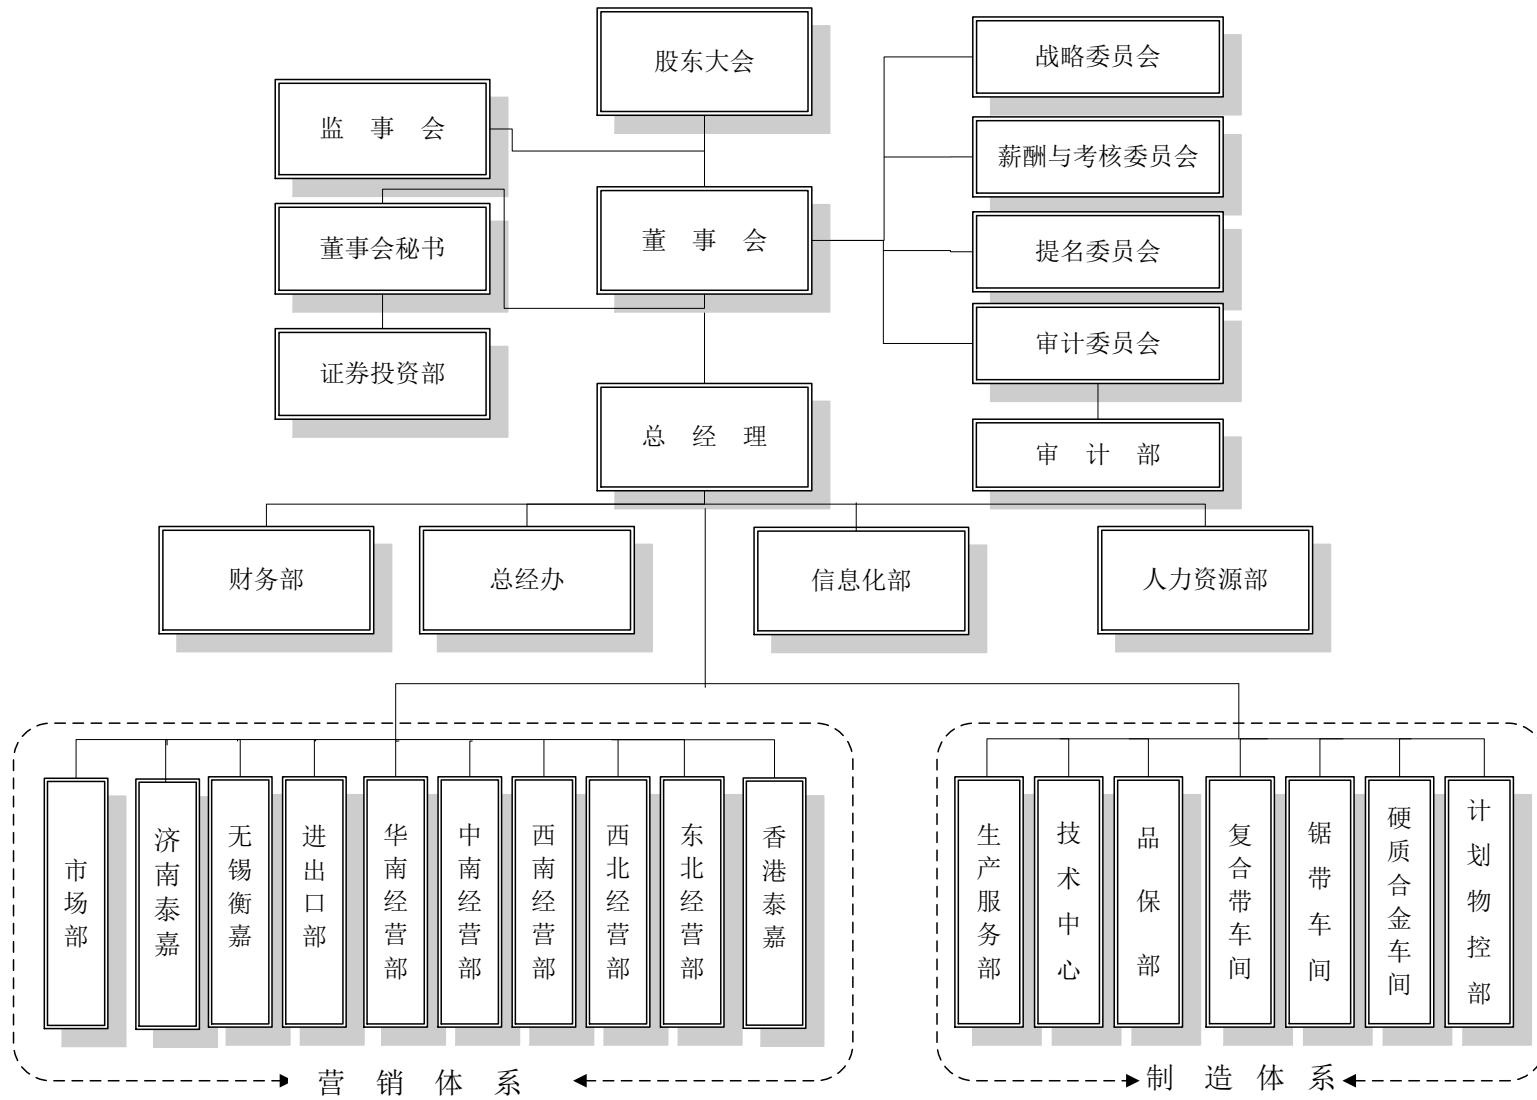 股东大会
战略委员会
监 事 会
薪酬与考核委员会
董事会秘书
董 事 会
提名委员会
证券投资部
审计委员会
总 经 理
审 计 部
财务部
总经办
信息化部
人力资源部
市场部
济南泰嘉
无锡衡嘉
进出口部
华南经营部
中南经营部
西南经营部
西北经营部
东北经营部
香港泰嘉
生产服务部
技术中心
品保部
复合带车间
锯带车间
硬质合金车间
计划物控部
营 销 体 系
制 造 体 系